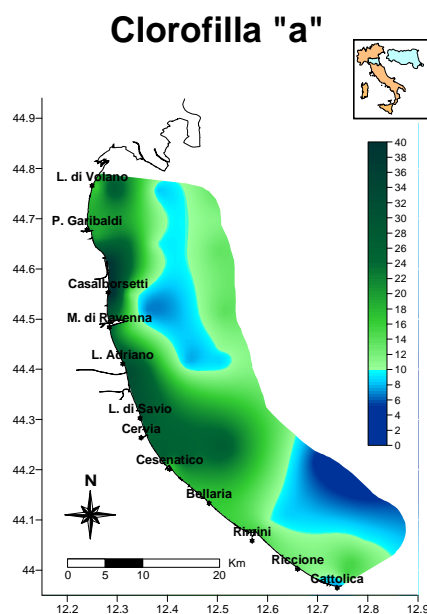 Clorofilla "a"
44.9
44.8
44.7
44.6
44.5
44.4
44.3
44.2
44.1
44
L. di Volano
P. Garibaldi
Casalborsetti
M. di Ravenna
L. Adriano
L. di Savio
Cervia
Cesenatico
Bellaria
Rimini
Riccione
Cattolica
40
38
36
34
32
30
28
26
24
22
20
18
16
14
12
10
8
6
4
2
0
N
Km
0 5 10 20
12.2 12.3 12.4 12.5 12.6 12.7 12.8 12.9